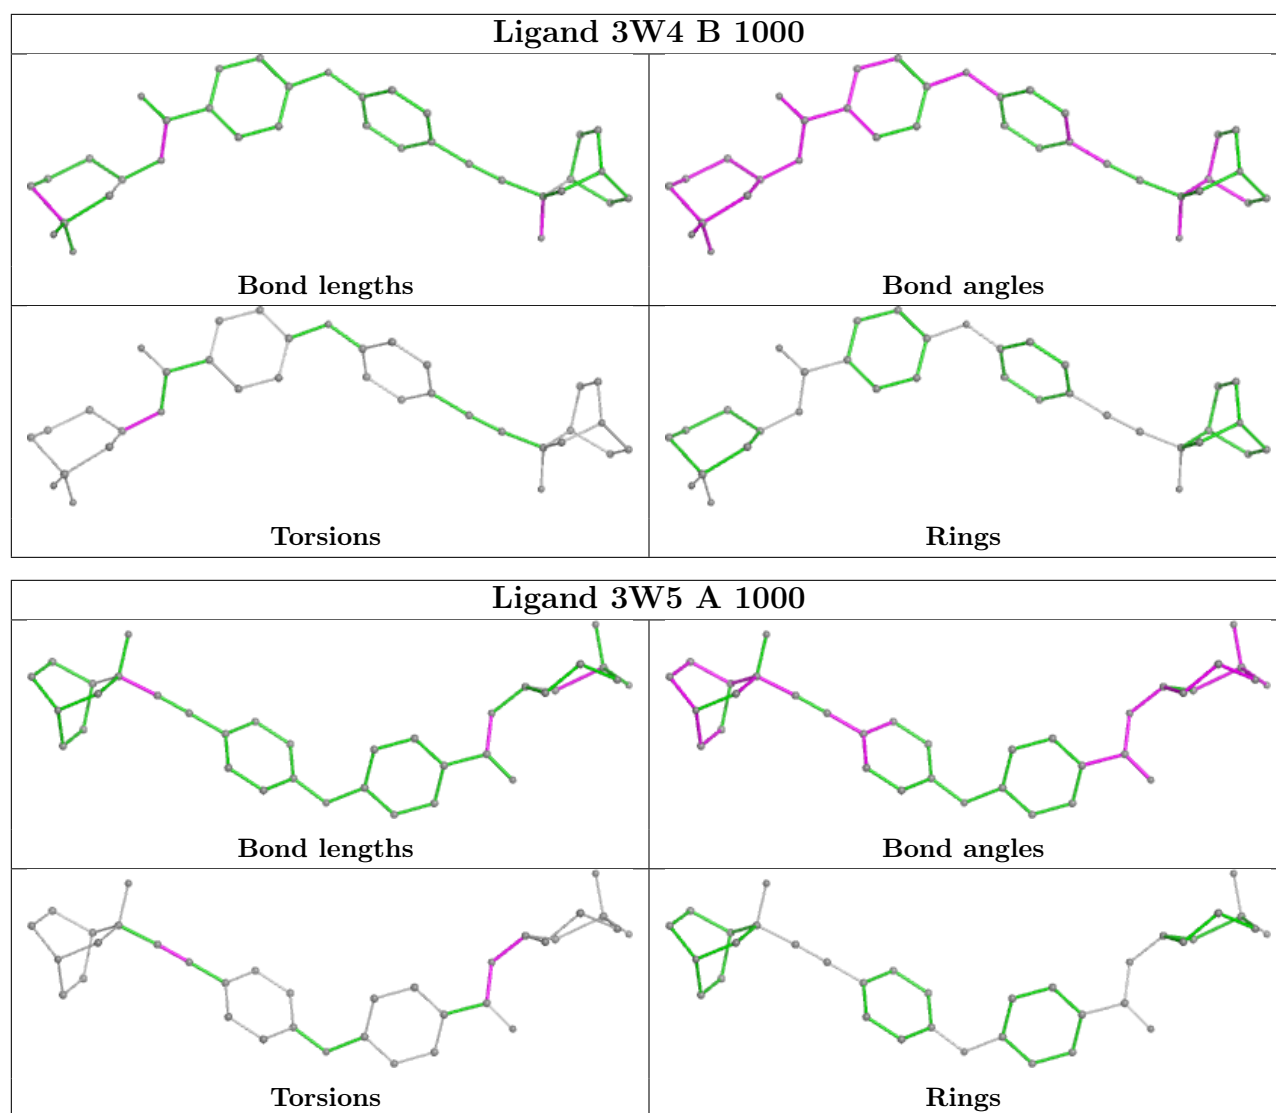 Ligand 3W4 B 1000
Bond lengths
Bond angles
Torsions
Rings
Ligand 3W5 A 1000
Bond lengths
Bond angles
Torsions
Rings